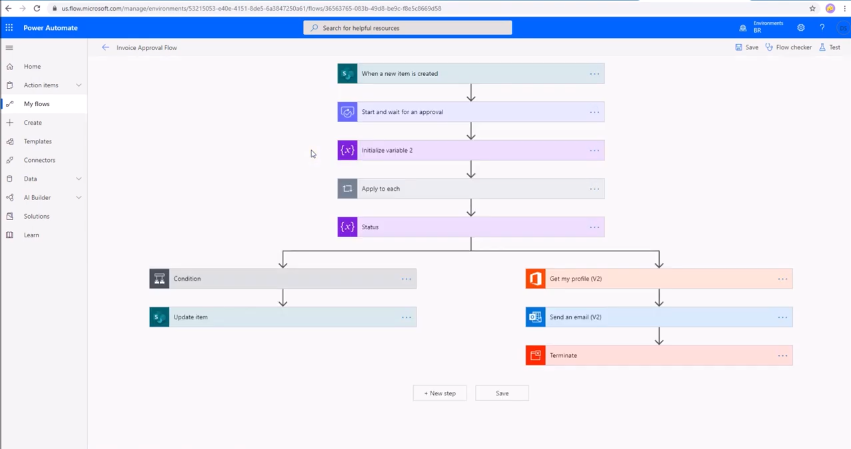 us.flow.microsoft.com/manage/environments/53215053-e40e-4151-8de5-6a3847250a61/flows/36563765-083b-49d8-be9c-ffe5c8669d58
Power Automate
Search for helpful resources
Environments
BR
?
Invoice Approval Flow
Save
Flow checker
Test
Home
Action items
My flows
Create
Templates
Connectors
Data
AI Builder
Solutions
Learn
When a new item is created
Start and wait for an approval
{x} Initialize variable 2
Apply to each
{x} Status
Condition
Get my profile (V2)
Update item
Send an email (V2)
Terminate
+ New step
Save